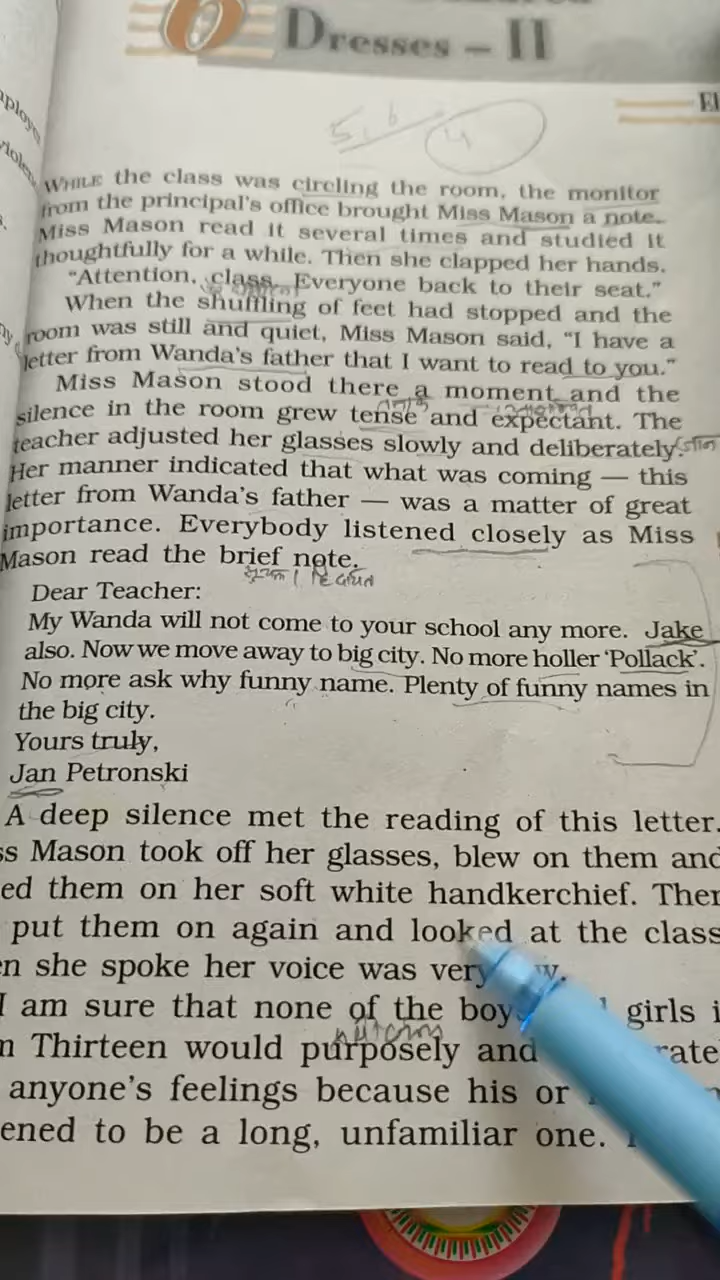 6 Dresses – II
El
5. 6
4
WHILE the class was circling the room, the monitor
from the principal's office brought Miss Mason a note.
Miss Mason read it several times and studied it
thoughtfully for a while. Then she clapped her hands.
“Attention, class. Everyone back to their seat.”
When the shuffling of feet had stopped and the
room was still and quiet, Miss Mason said, “I have a
letter from Wanda's father that I want to read to you.”
Miss Mason stood there a moment and the
silence in the room grew tense and expectant. The
teacher adjusted her glasses slowly and deliberately.
Her manner indicated that what was coming — this
letter from Wanda's father — was a matter of great
importance. Everybody listened closely as Miss
Mason read the brief note.
Dear Teacher:
My Wanda will not come to your school any more. Jake
also. Now we move away to big city. No more holler ‘Pollack’.
No more ask why funny name. Plenty of funny names in
the big city.
Yours truly,
Jan Petronski
A deep silence met the reading of this letter.
ss Mason took off her glasses, blew on them and
ed them on her soft white handkerchief. Then
put them on again and looked at the class
en she spoke her voice was very
I am sure that none of the boys girls i
m Thirteen would purposely and rate
anyone's feelings because his or
ened to be a long, unfamiliar one.